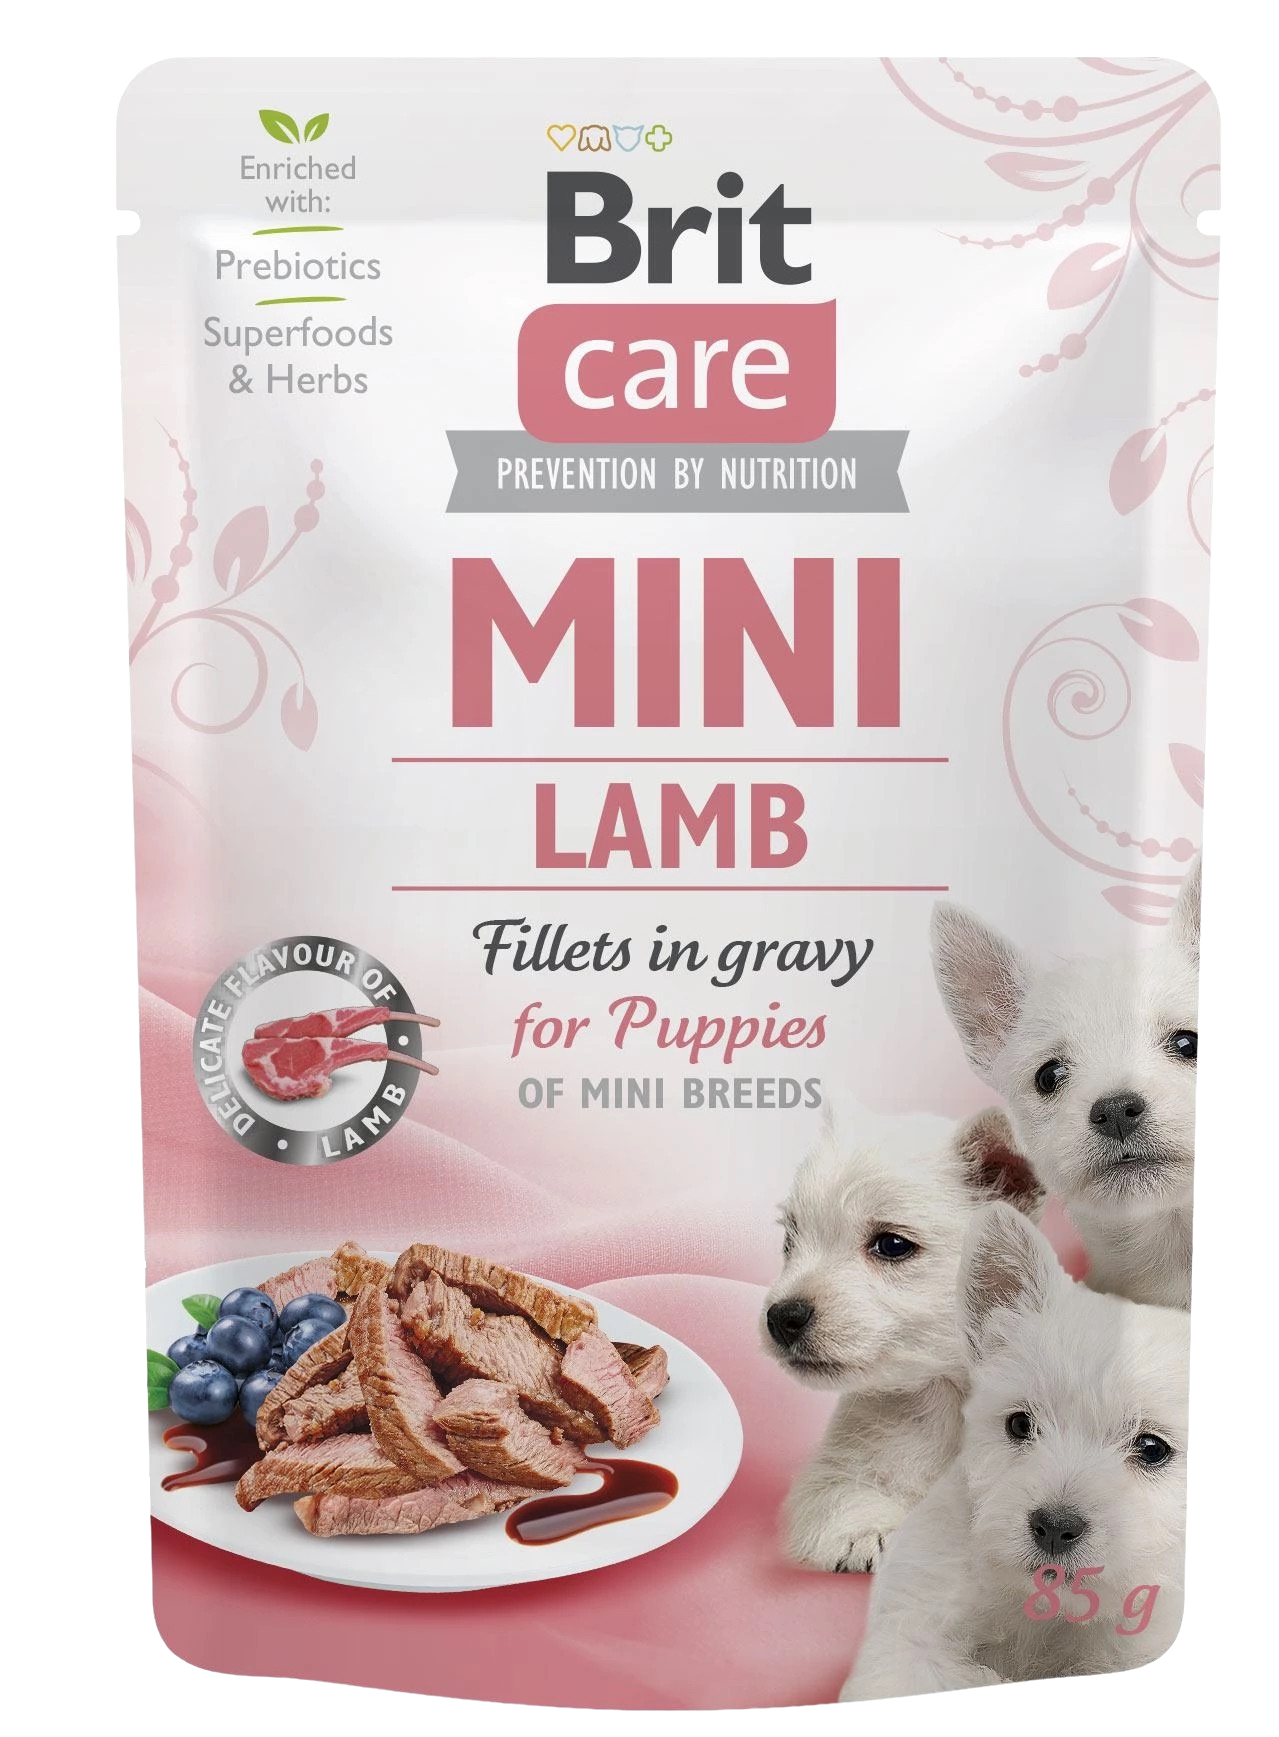 Enriched
with:
Prebiotics
Superfoods
& Herbs
Brit
care
PREVENTION BY NUTRITION
MINI
LAMB
Fillets in gravy
for Puppies
OF MINI BREEDS
DELICATE FLAVOUR OF
• LAMB •
85 g